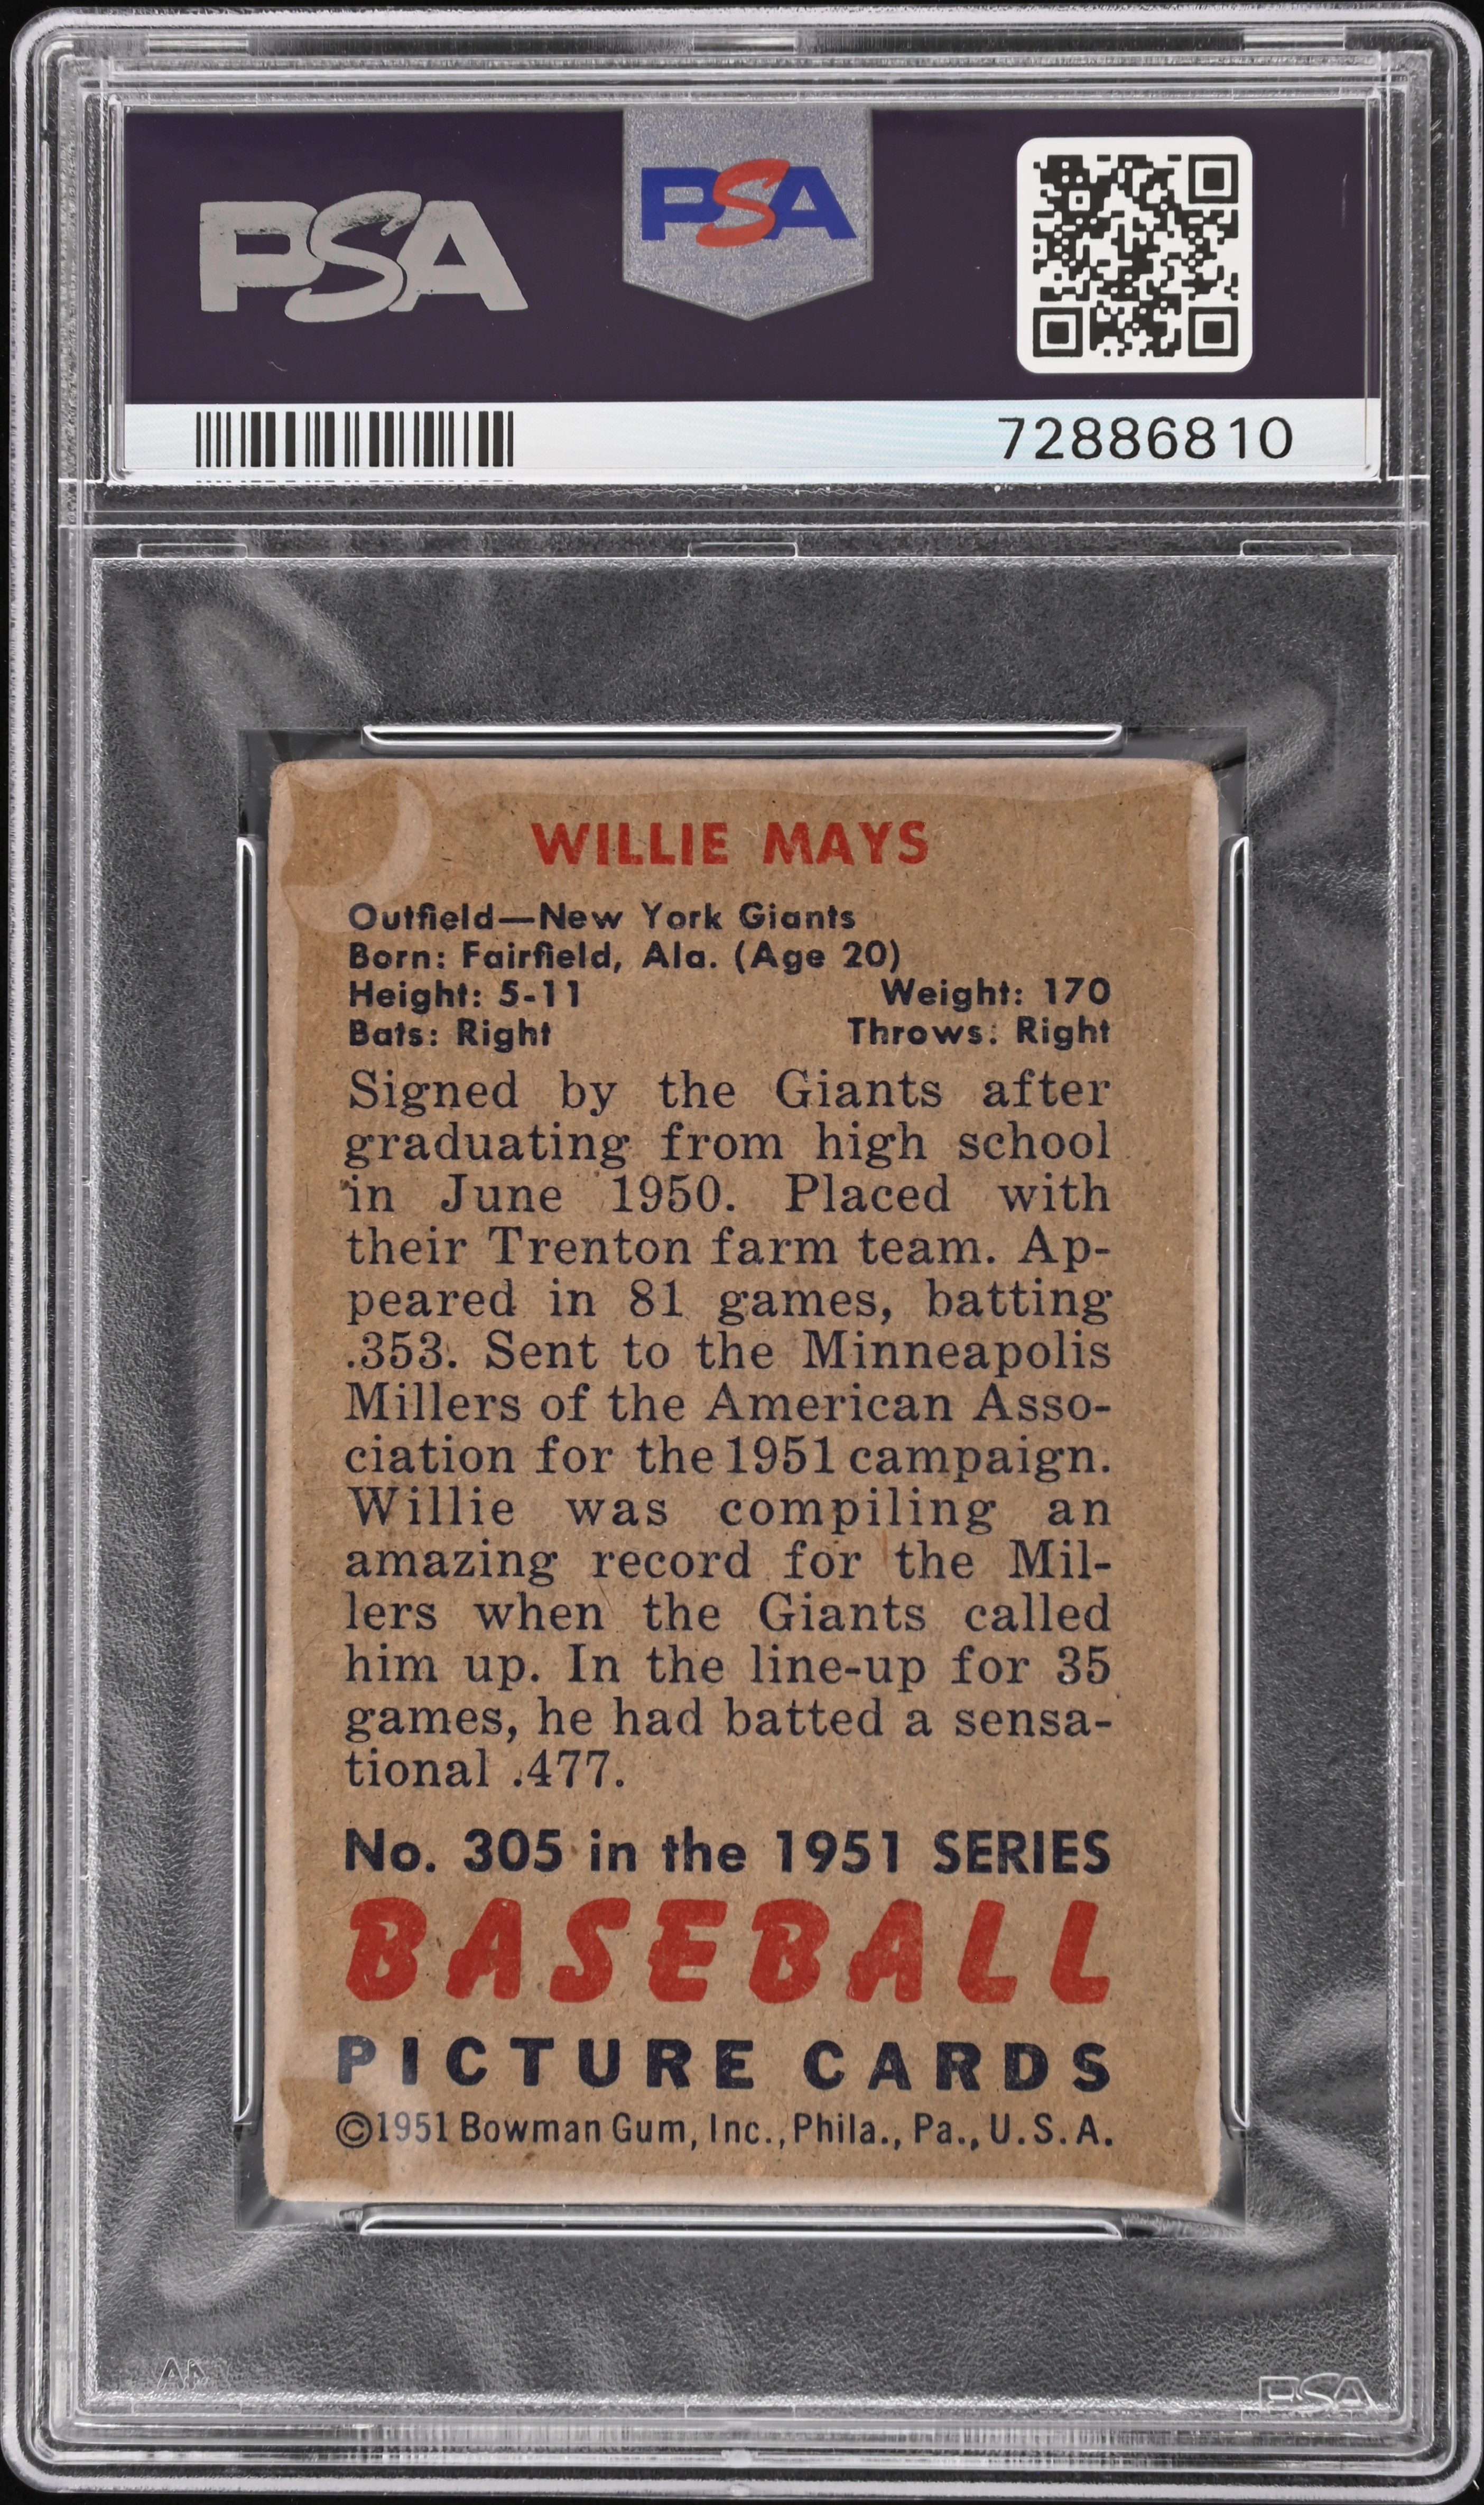 PSA
PSA
72886810
WILLIE MAYS
Outfield—New York Giants
Born: Fairfield, Ala. (Age 20)
Height: 5-11 Weight: 170
Bats: Right Throws: Right
Signed by the Giants after
graduating from high school
in June 1950. Placed with
their Trenton farm team. Ap-
peared in 81 games, batting
.353. Sent to the Minneapolis
Millers of the American Asso-
ciation for the 1951 campaign.
Willie was compiling an
amazing record for the Mil-
lers when the Giants called
him up. In the line-up for 35
games, he had batted a sensa-
tional .477.
No. 305 in the 1951 SERIES
BASEBALL
PICTURE CARDS
©1951 Bowman Gum, Inc., Phila., Pa., U.S.A.
PSA